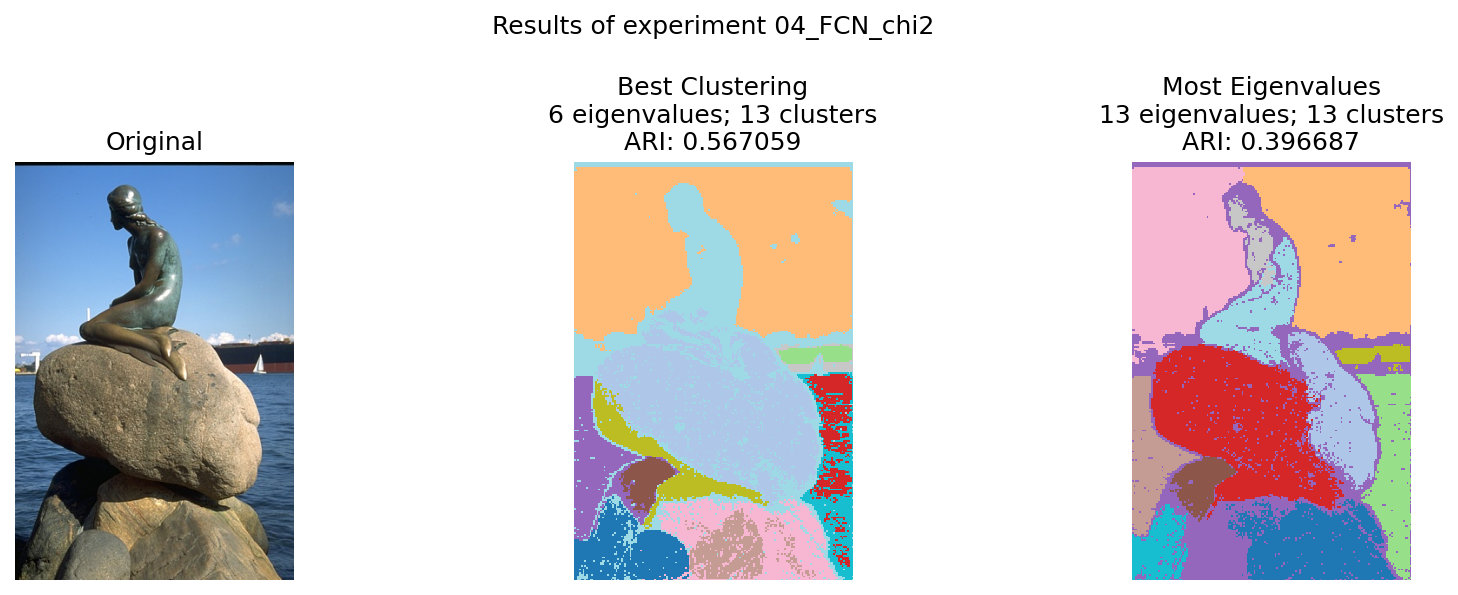 Results of experiment 04_FCN_chi2
Original
Best Clustering
6 eigenvalues; 13 clusters
ARI: 0.567059
Most Eigenvalues
13 eigenvalues; 13 clusters
ARI: 0.396687